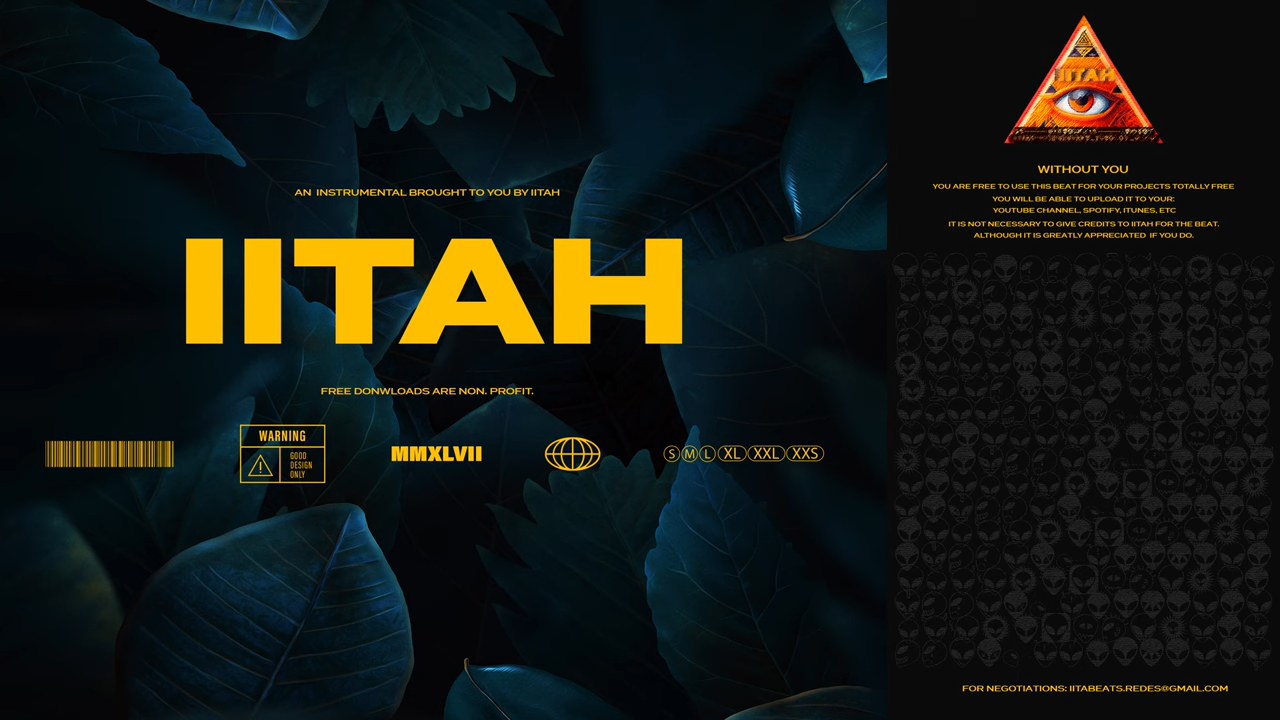 AN INSTRUMENTAL BROUGHT TO YOU BY IITAH
IITAH
FREE DONWLOADS ARE NON. PROFIT.
WARNING
GOOD
DESIGN
ONLY
MMXLVII
S M L XL XXL XXS
IITAH
WITHOUT YOU
YOU ARE FREE TO USE THIS BEAT FOR YOUR PROJECTS TOTALLY FREE
YOU WILL BE ABLE TO UPLOAD IT TO YOUR:
YOUTUBE CHANNEL, SPOTIFY, ITUNES, ETC
IT IS NOT NECESSARY TO GIVE CREDITS TO IITAH FOR THE BEAT.
ALTHOUGH IT IS GREATLY APPRECIATED IF YOU DO.
FOR NEGOTIATIONS: IITABEATS.REDES@GMAIL.COM